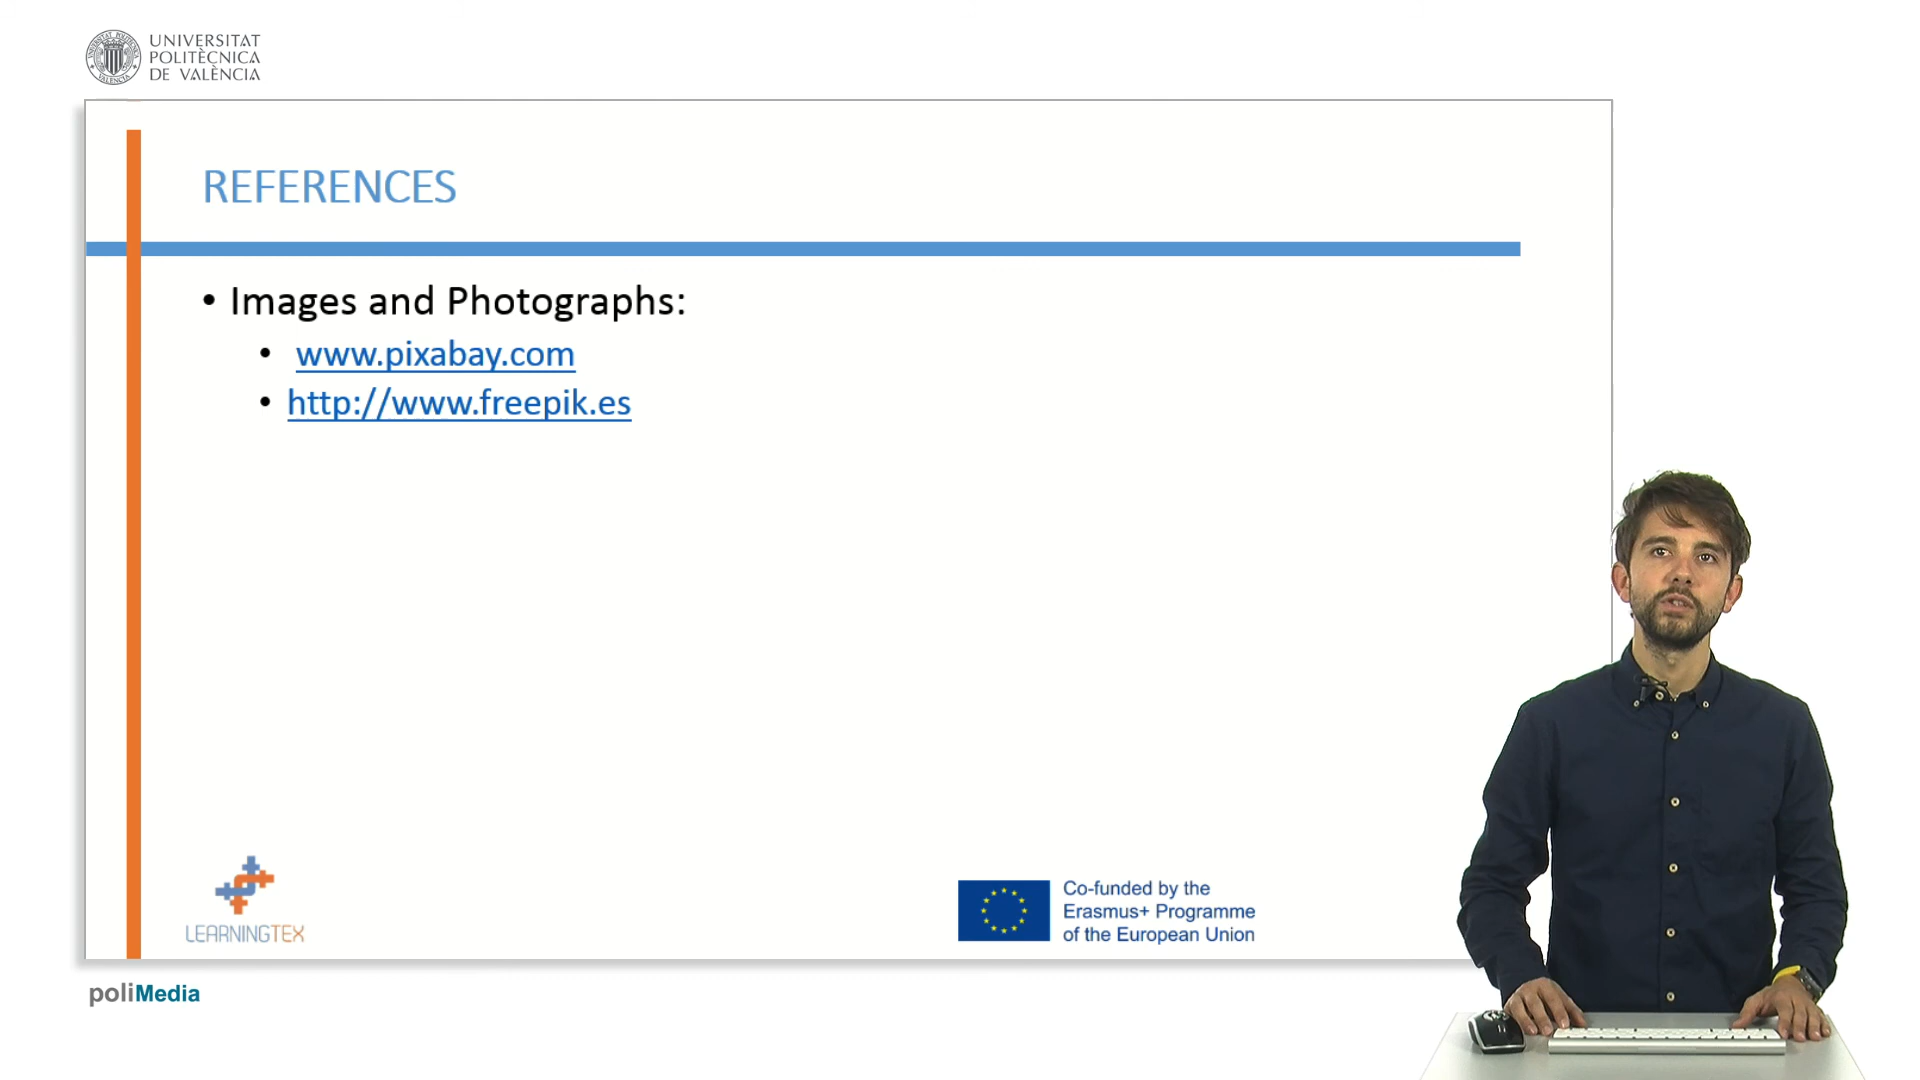 UNIVERSITAT
POLITÈCNICA
DE VALÈNCIA
REFERENCES
• Images and Photographs:
• www.pixabay.com
• http://www.freepik.es
LEARNINGTEX
Co-funded by the
Erasmus+ Programme
of the European Union
poliMedia